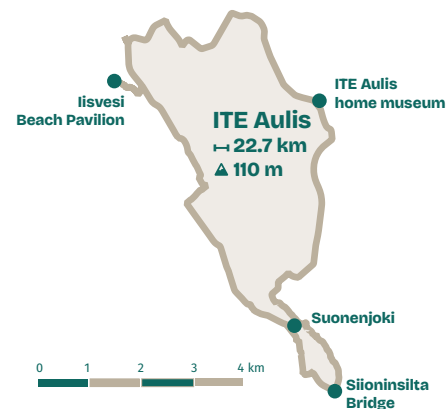 Iisvesi
Beach Pavilion
ITE Aulis
home museum
ITE Aulis
22.7 km
110 m
Suonenjoki
0 1 2 3 4 km
Siioninsilta
Bridge